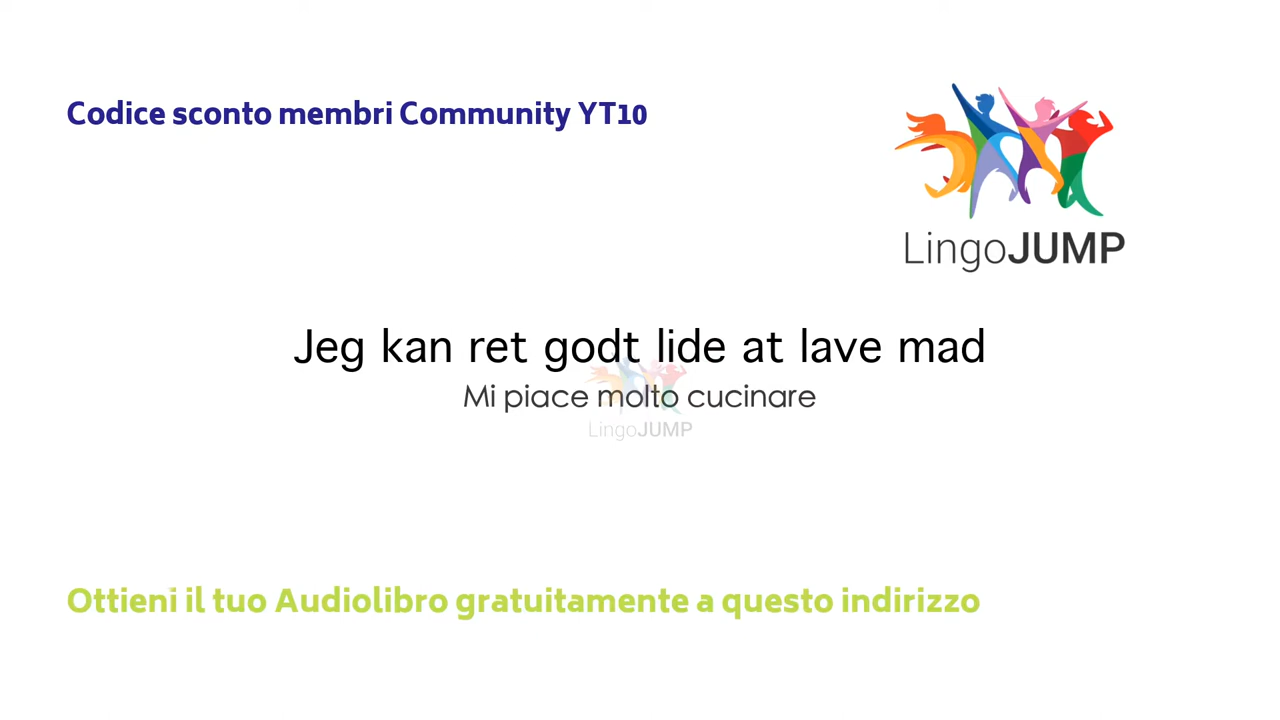 Codice sconto membri Community YT10
LingoJUMP
Jeg kan ret godt lide at lave mad
Mi piace molto cucinare
LingoJUMP
Ottieni il tuo Audiolibro gratuitamente a questo indirizzo